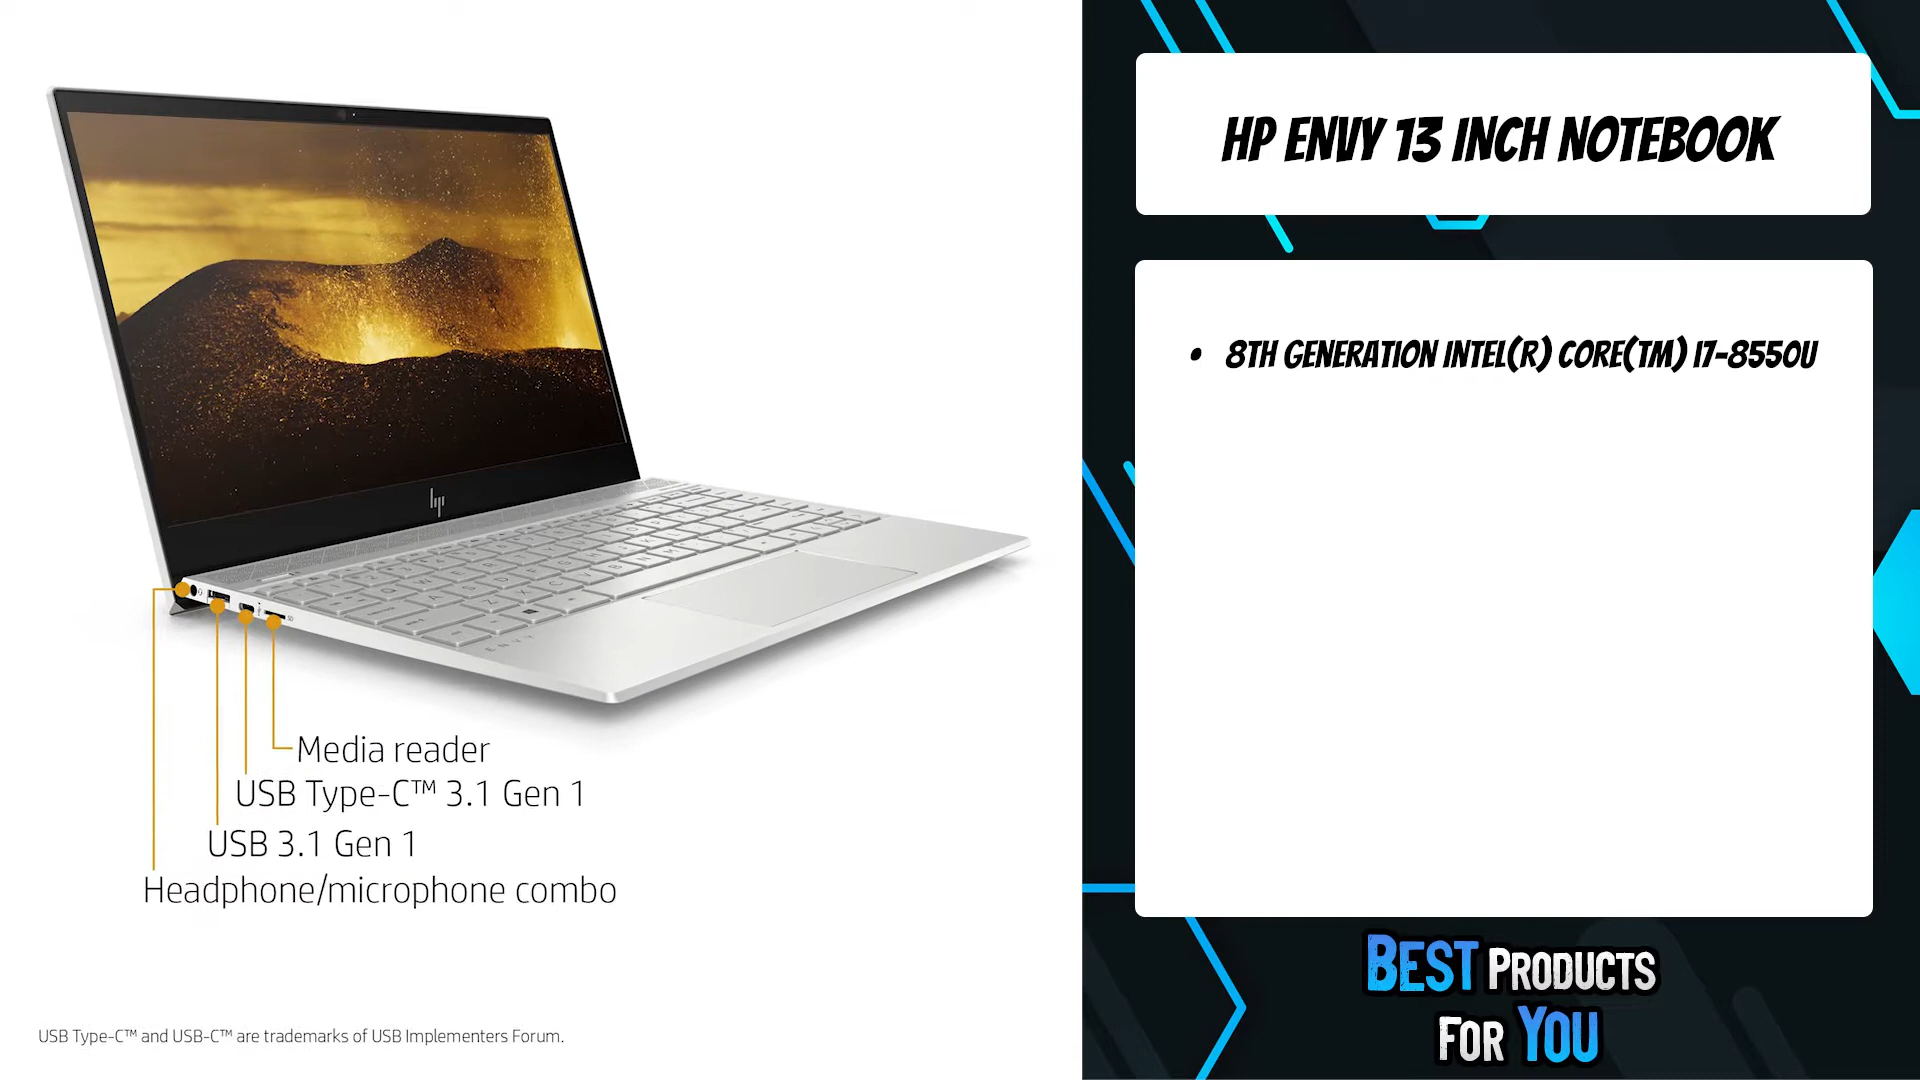 HP ENVY 13 INCH NOTEBOOK
• 8TH GENERATION INTEL(R) CORE(TM) I7-8550U
hp
ENVY
Media reader
USB Type-C™ 3.1 Gen 1
USB 3.1 Gen 1
Headphone/microphone combo
USB Type-C™ and USB-C™ are trademarks of USB Implementers Forum.
BEST PRODUCTS
FOR YOU